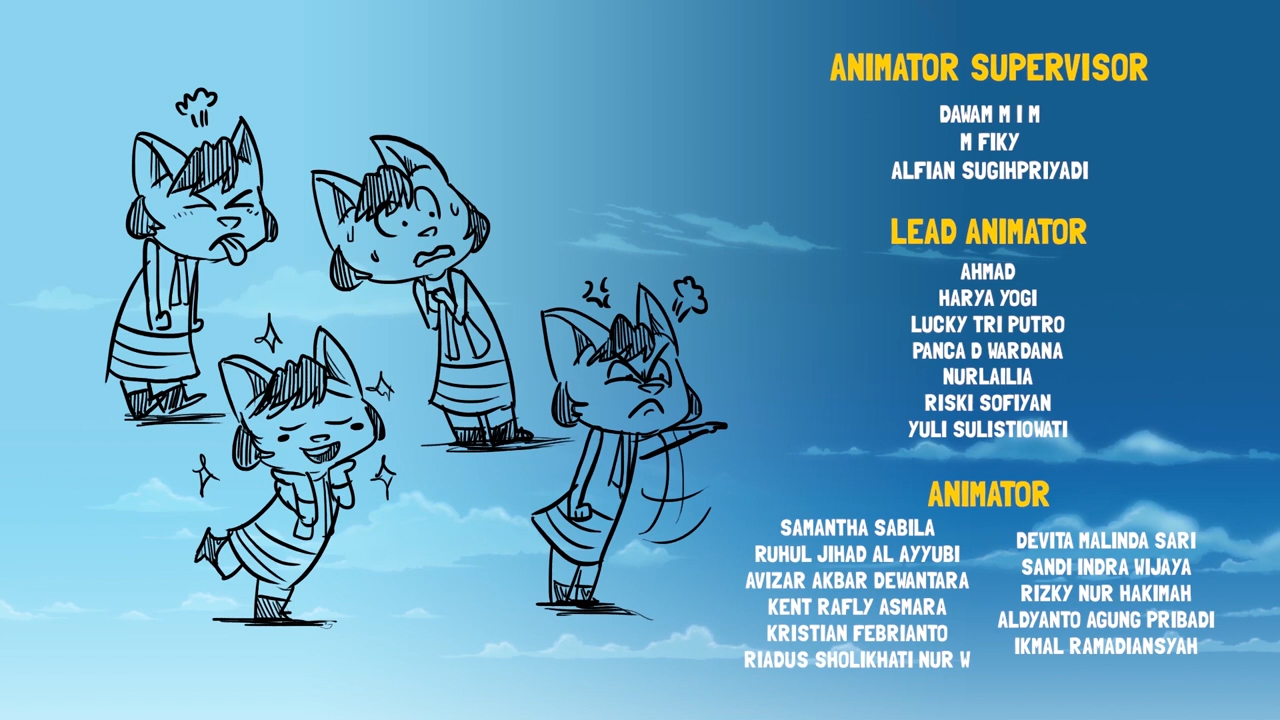 ANIMATOR SUPERVISOR
DAWAM M I M
M FIKY
ALFIAN SUGIHPRIYADI
LEAD ANIMATOR
AHMAD
HARYA YOGI
LUCKY TRI PUTRO
PANCA D WARDANA
NURLAILIA
RISKI SOFIYAN
YULI SULISTIOWATI
ANIMATOR
SAMANTHA SABILA
RUHUL JIHAD AL AYYUBI
AVIZAR AKBAR DEWANTARA
KENT RAFLY ASMARA
KRISTIAN FEBRIANTO
RIADUS SHOLIKHATI NUR W
DEVITA MALINDA SARI
SANDI INDRA WIJAYA
RIZKY NUR HAKIMAH
ALDYANTO AGUNG PRIBADI
IKMAL RAMADIANSYAH